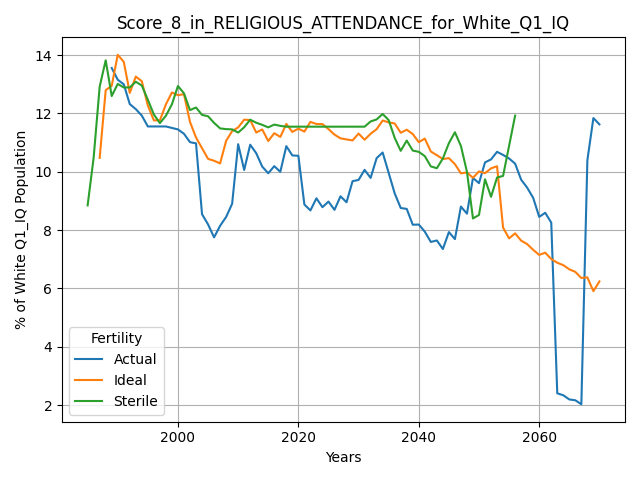 Score_8_in_RELIGIOUS_ATTENDANCE_for_White_Q1_IQ
% of White Q1_IQ Population
14
12
10
8
6
4
2
Fertility
Actual
Ideal
Sterile
2000
2020
2040
2060
Years